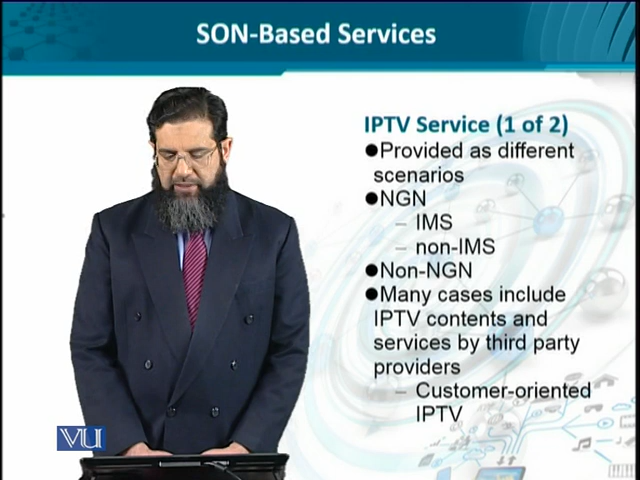 SON-Based Services
IPTV Service (1 of 2)
●Provided as different
scenarios
●NGN
– IMS
– non-IMS
●Non-NGN
●Many cases include
IPTV contents and
services by third party
providers
– Customer-oriented
IPTV
VU